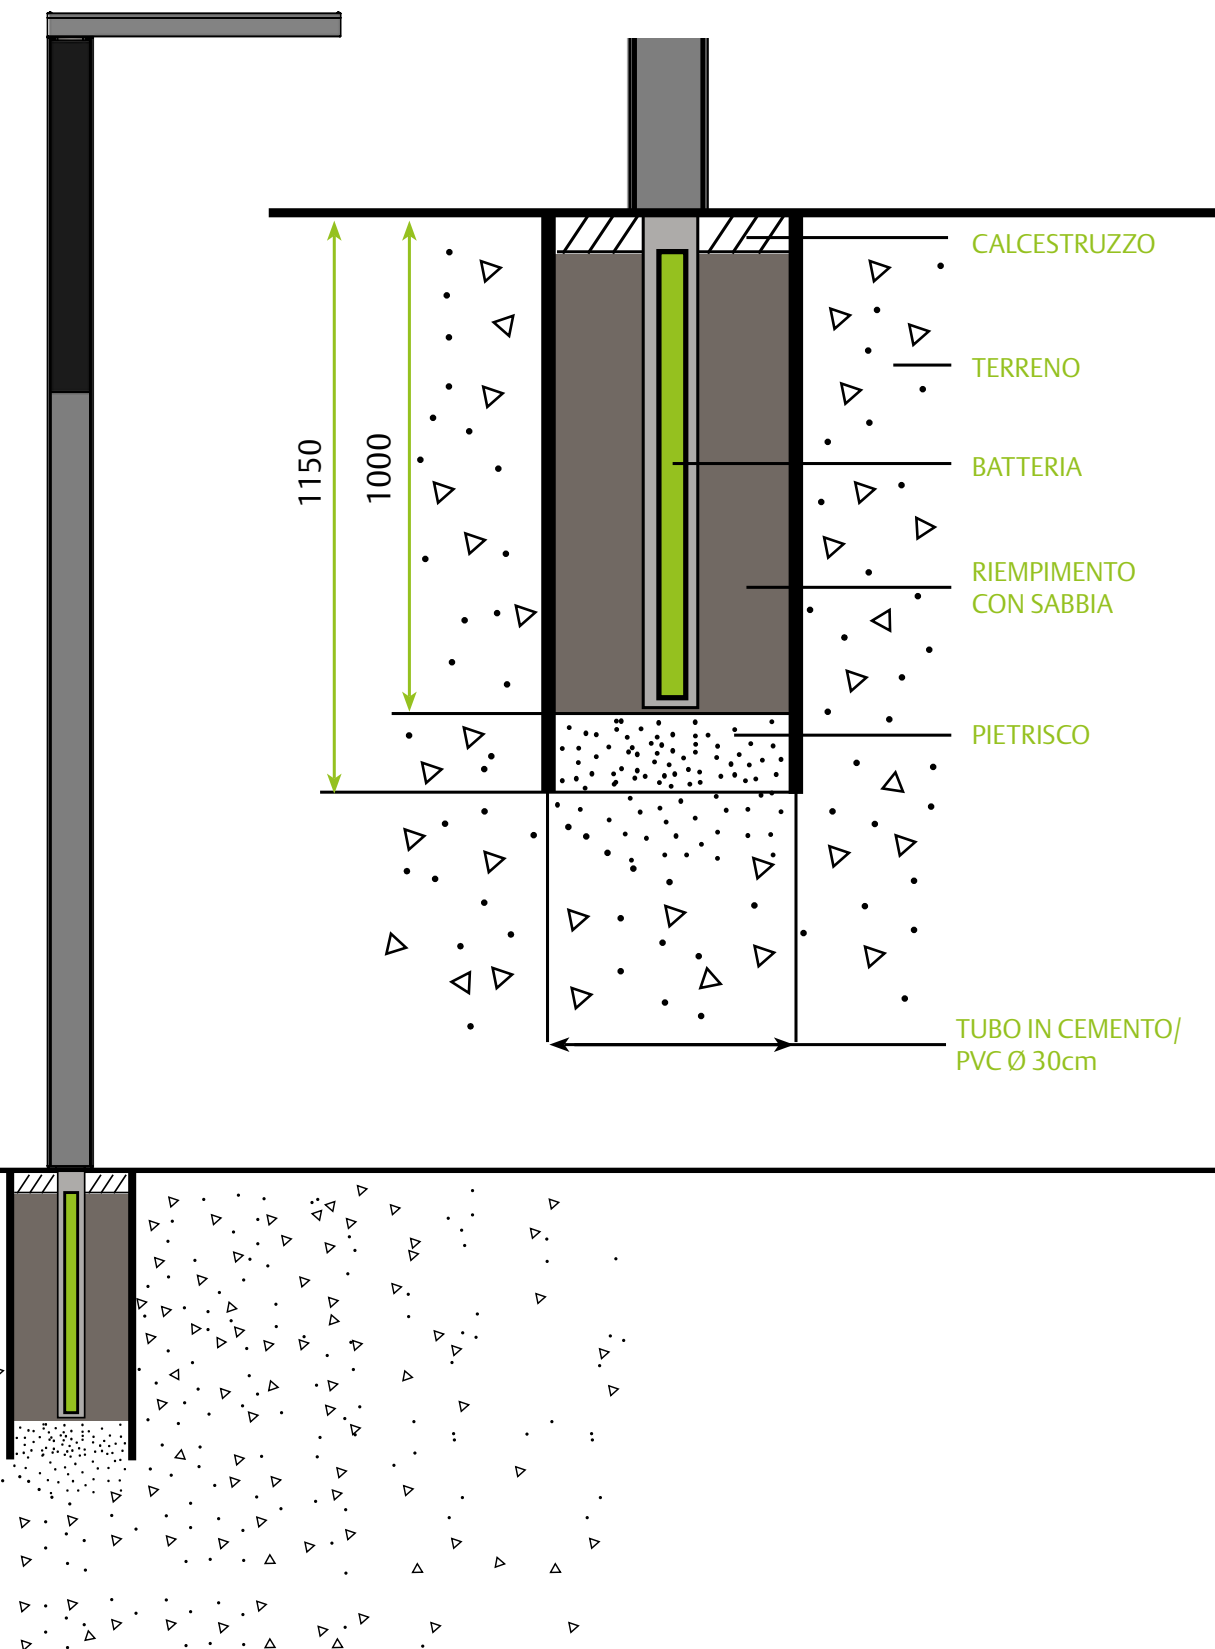 CALCESTRUZZO
TERRENO
BATTERIA
1150
1000
RIEMPIMENTO
CON SABBIA
PIETRISCO
TUBO IN CEMENTO/
PVC Ø 30cm